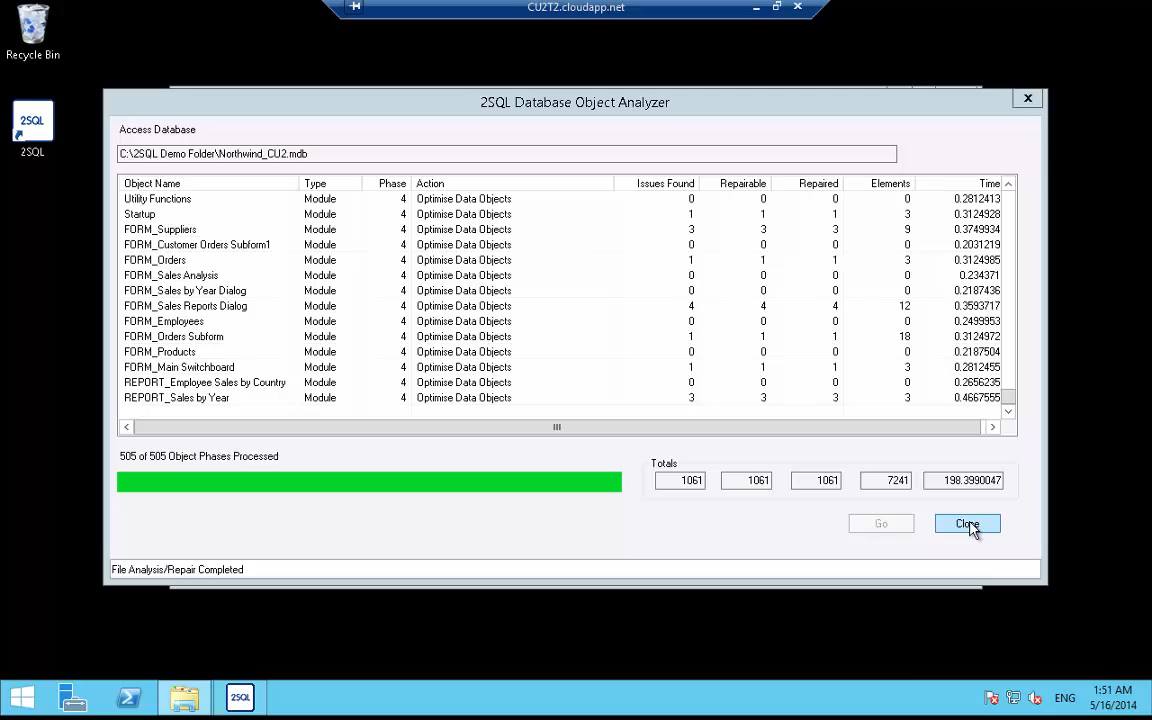 CU2T2.cloudapp.net
Recycle Bin
2SQL
2SQL
2SQL Database Object Analyzer
x
Access Database
C:\2SQL Demo Folder\Northwind_CU2.mdb
Object Name Type Phase Action Issues Found Repairable Repaired Elements Time
Utility Functions Module 4 Optimise Data Objects 0 0 0 0 0.2812413
Startup Module 4 Optimise Data Objects 1 1 1 3 0.3124928
FORM_Suppliers Module 4 Optimise Data Objects 3 3 3 9 0.3749934
FORM_Customer Orders Subform1 Module 4 Optimise Data Objects 0 0 0 0 0.2031219
FORM_Orders Module 4 Optimise Data Objects 1 1 1 3 0.3124985
FORM_Sales Analysis Module 4 Optimise Data Objects 0 0 0 0 0.234371
FORM_Sales by Year Dialog Module 4 Optimise Data Objects 0 0 0 0 0.2187436
FORM_Sales Reports Dialog Module 4 Optimise Data Objects 4 4 4 12 0.3593717
FORM_Employees Module 4 Optimise Data Objects 0 0 0 0 0.2499953
FORM_Orders Subform Module 4 Optimise Data Objects 1 1 1 18 0.3124972
FORM_Products Module 4 Optimise Data Objects 0 0 0 0 0.2187504
FORM_Main Switchboard Module 4 Optimise Data Objects 1 1 1 3 0.2812455
REPORT_Employee Sales by Country Module 4 Optimise Data Objects 0 0 0 0 0.2656235
REPORT_Sales by Year Module 4 Optimise Data Objects 3 3 3 3 0.4667555
505 of 505 Object Phases Processed
Totals
1061 1061 1061 7241 198.3990047
Go Close
File Analysis/Repair Completed
2SQL
ENG
1:51 AM
5/16/2014